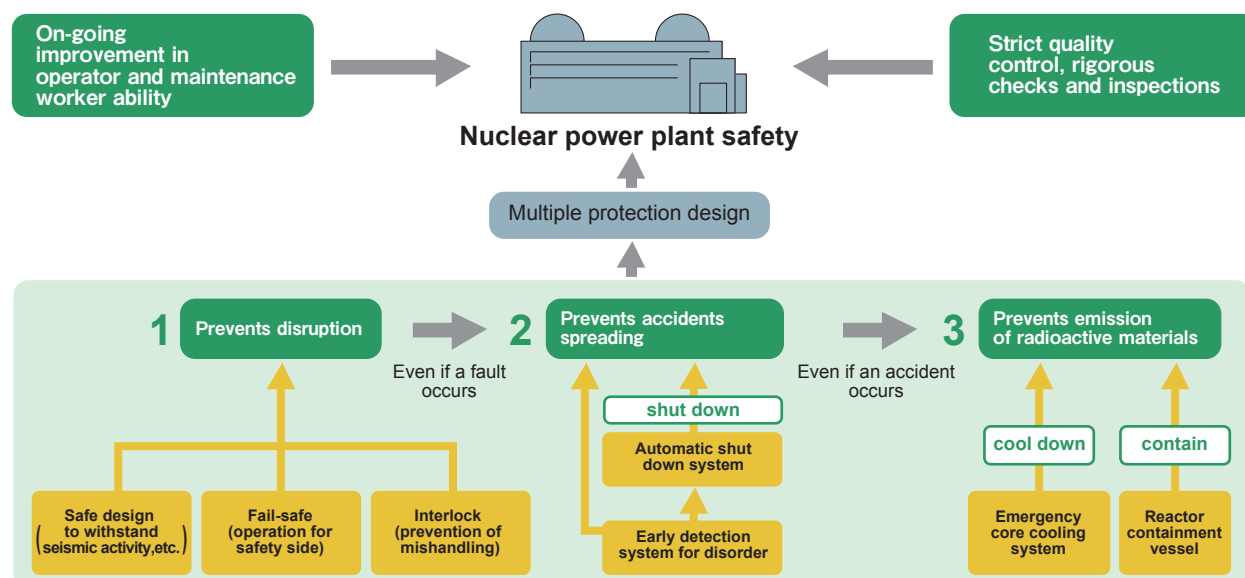 On-going
improvement in
operator and maintenance
worker ability
Strict quality
control, rigorous
checks and inspections
Nuclear power plant safety
Multiple protection design
1
Prevents disruption
Even if a fault
occurs
2
Prevents accidents
spreading
Even if an accident
occurs
3
Prevents emission
of radioactive materials
shut down
Automatic shut
down system
cool down
contain
Safe design
to withstand
(seismic activity,etc.)
Fail-safe
(operation for
safety side)
Interlock
(prevention of
mishandling)
Early detection
system for disorder
Emergency
core cooling
system
Reactor
containment
vessel